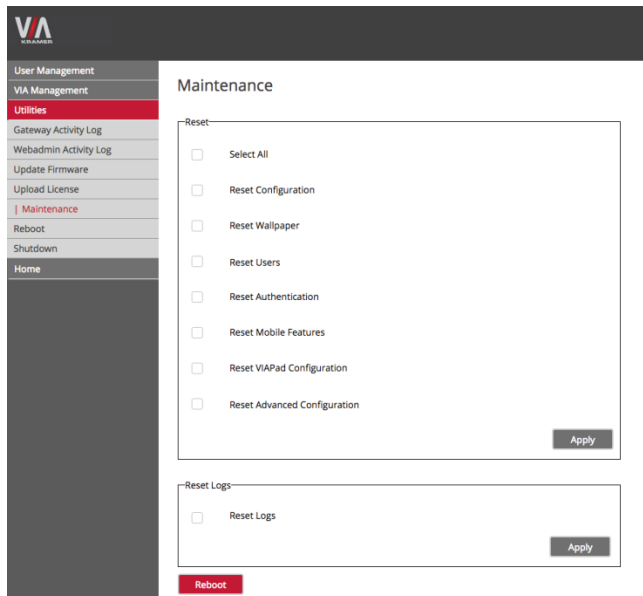 VIA
KRAMER
User Management
VIA Management
Utilities
Gateway Activity Log
Webadmin Activity Log
Update Firmware
Upload License
| Maintenance
Reboot
Shutdown
Home
Maintenance
Reset
Select All
Reset Configuration
Reset Wallpaper
Reset Users
Reset Authentication
Reset Mobile Features
Reset VIAPad Configuration
Reset Advanced Configuration
Apply
Reset Logs
Reset Logs
Apply
Reboot